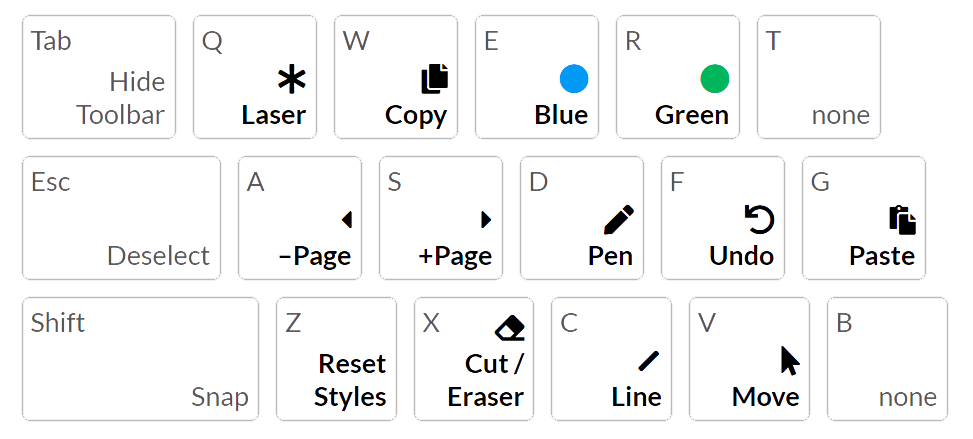 Tab
Hide
Toolbar
Q
Laser
W
Copy
E
Blue
R
Green
T
none
Esc
Deselect
A
–Page
S
+Page
D
Pen
F
Undo
G
Paste
Shift
Snap
Z
Reset
Styles
X
Cut /
Eraser
C
Line
V
Move
B
none